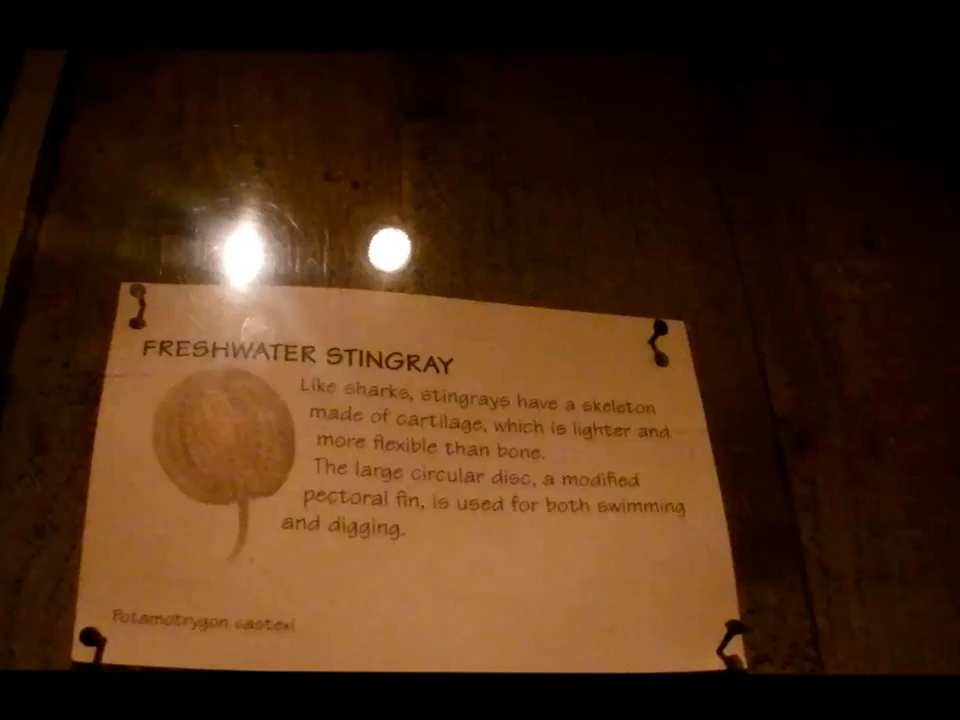 FRESHWATER STINGRAY
Like sharks, stingrays have a skeleton
made of cartilage, which is lighter and
more flexible than bone.
The large circular disc, a modified
pectoral fin, is used for both swimming
and digging.
Potamotrygon castexi